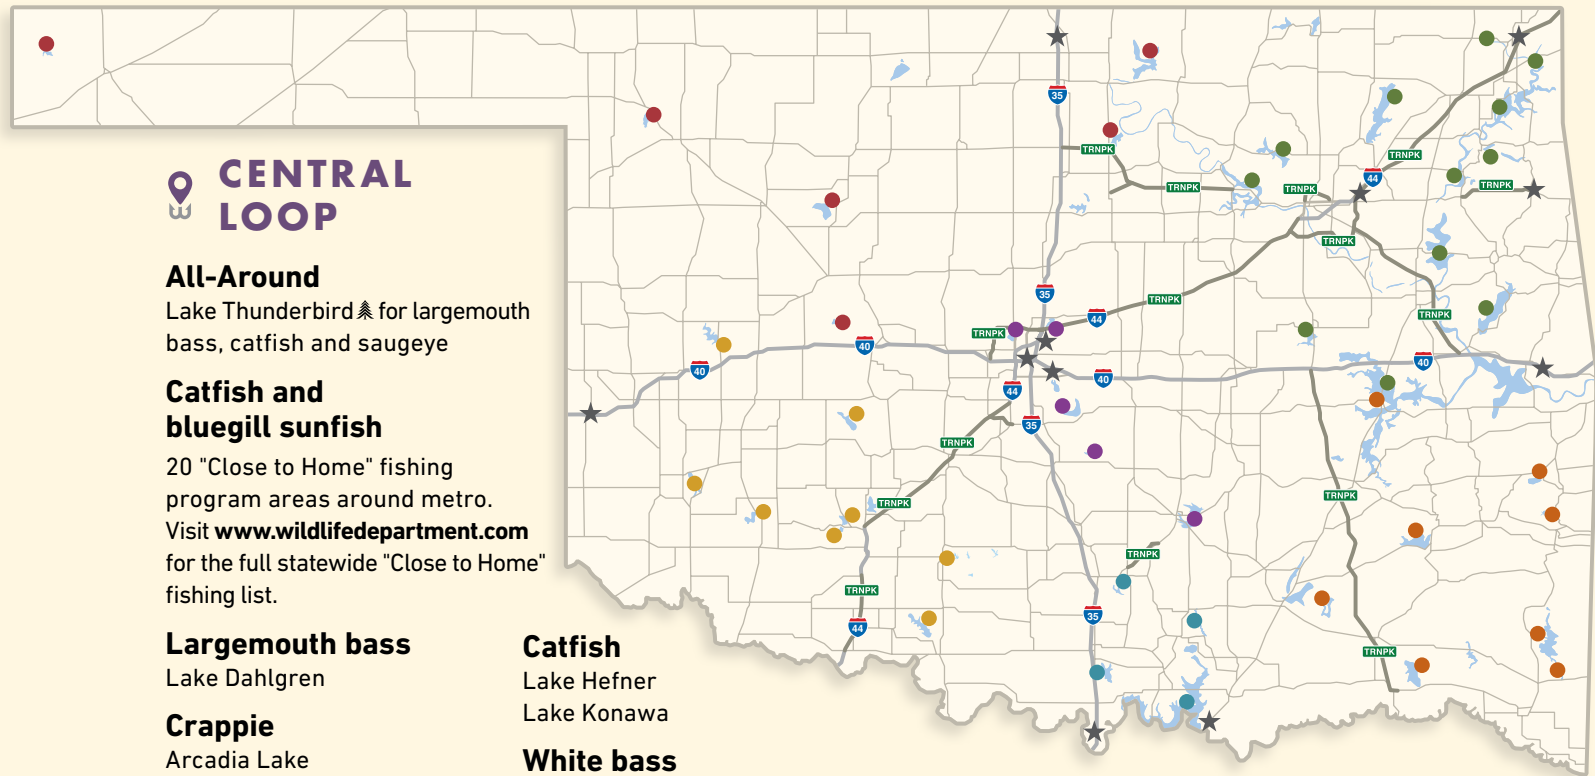 CENTRAL
LOOP
All-Around
Lake Thunderbird for largemouth
bass, catfish and saugeye
Catfish and
bluegill sunfish
20 "Close to Home" fishing
program areas around metro.
Visit www.wildlifedepartment.com
for the full statewide "Close to Home"
fishing list.
Largemouth bass
Lake Dahlgren
Crappie
Arcadia Lake
Catfish
Lake Hefner
Lake Konawa
White bass
35
TRNPK
TRNPK
TRNPK
44
TRNPK
TRNPK
TRNPK
35
TRNPK
44
TRNPK
TRNPK
40
40
44
40
40
35
TRNPK
TRNPK
TRNPK
TRNPK
TRNPK
44
35
TRNPK